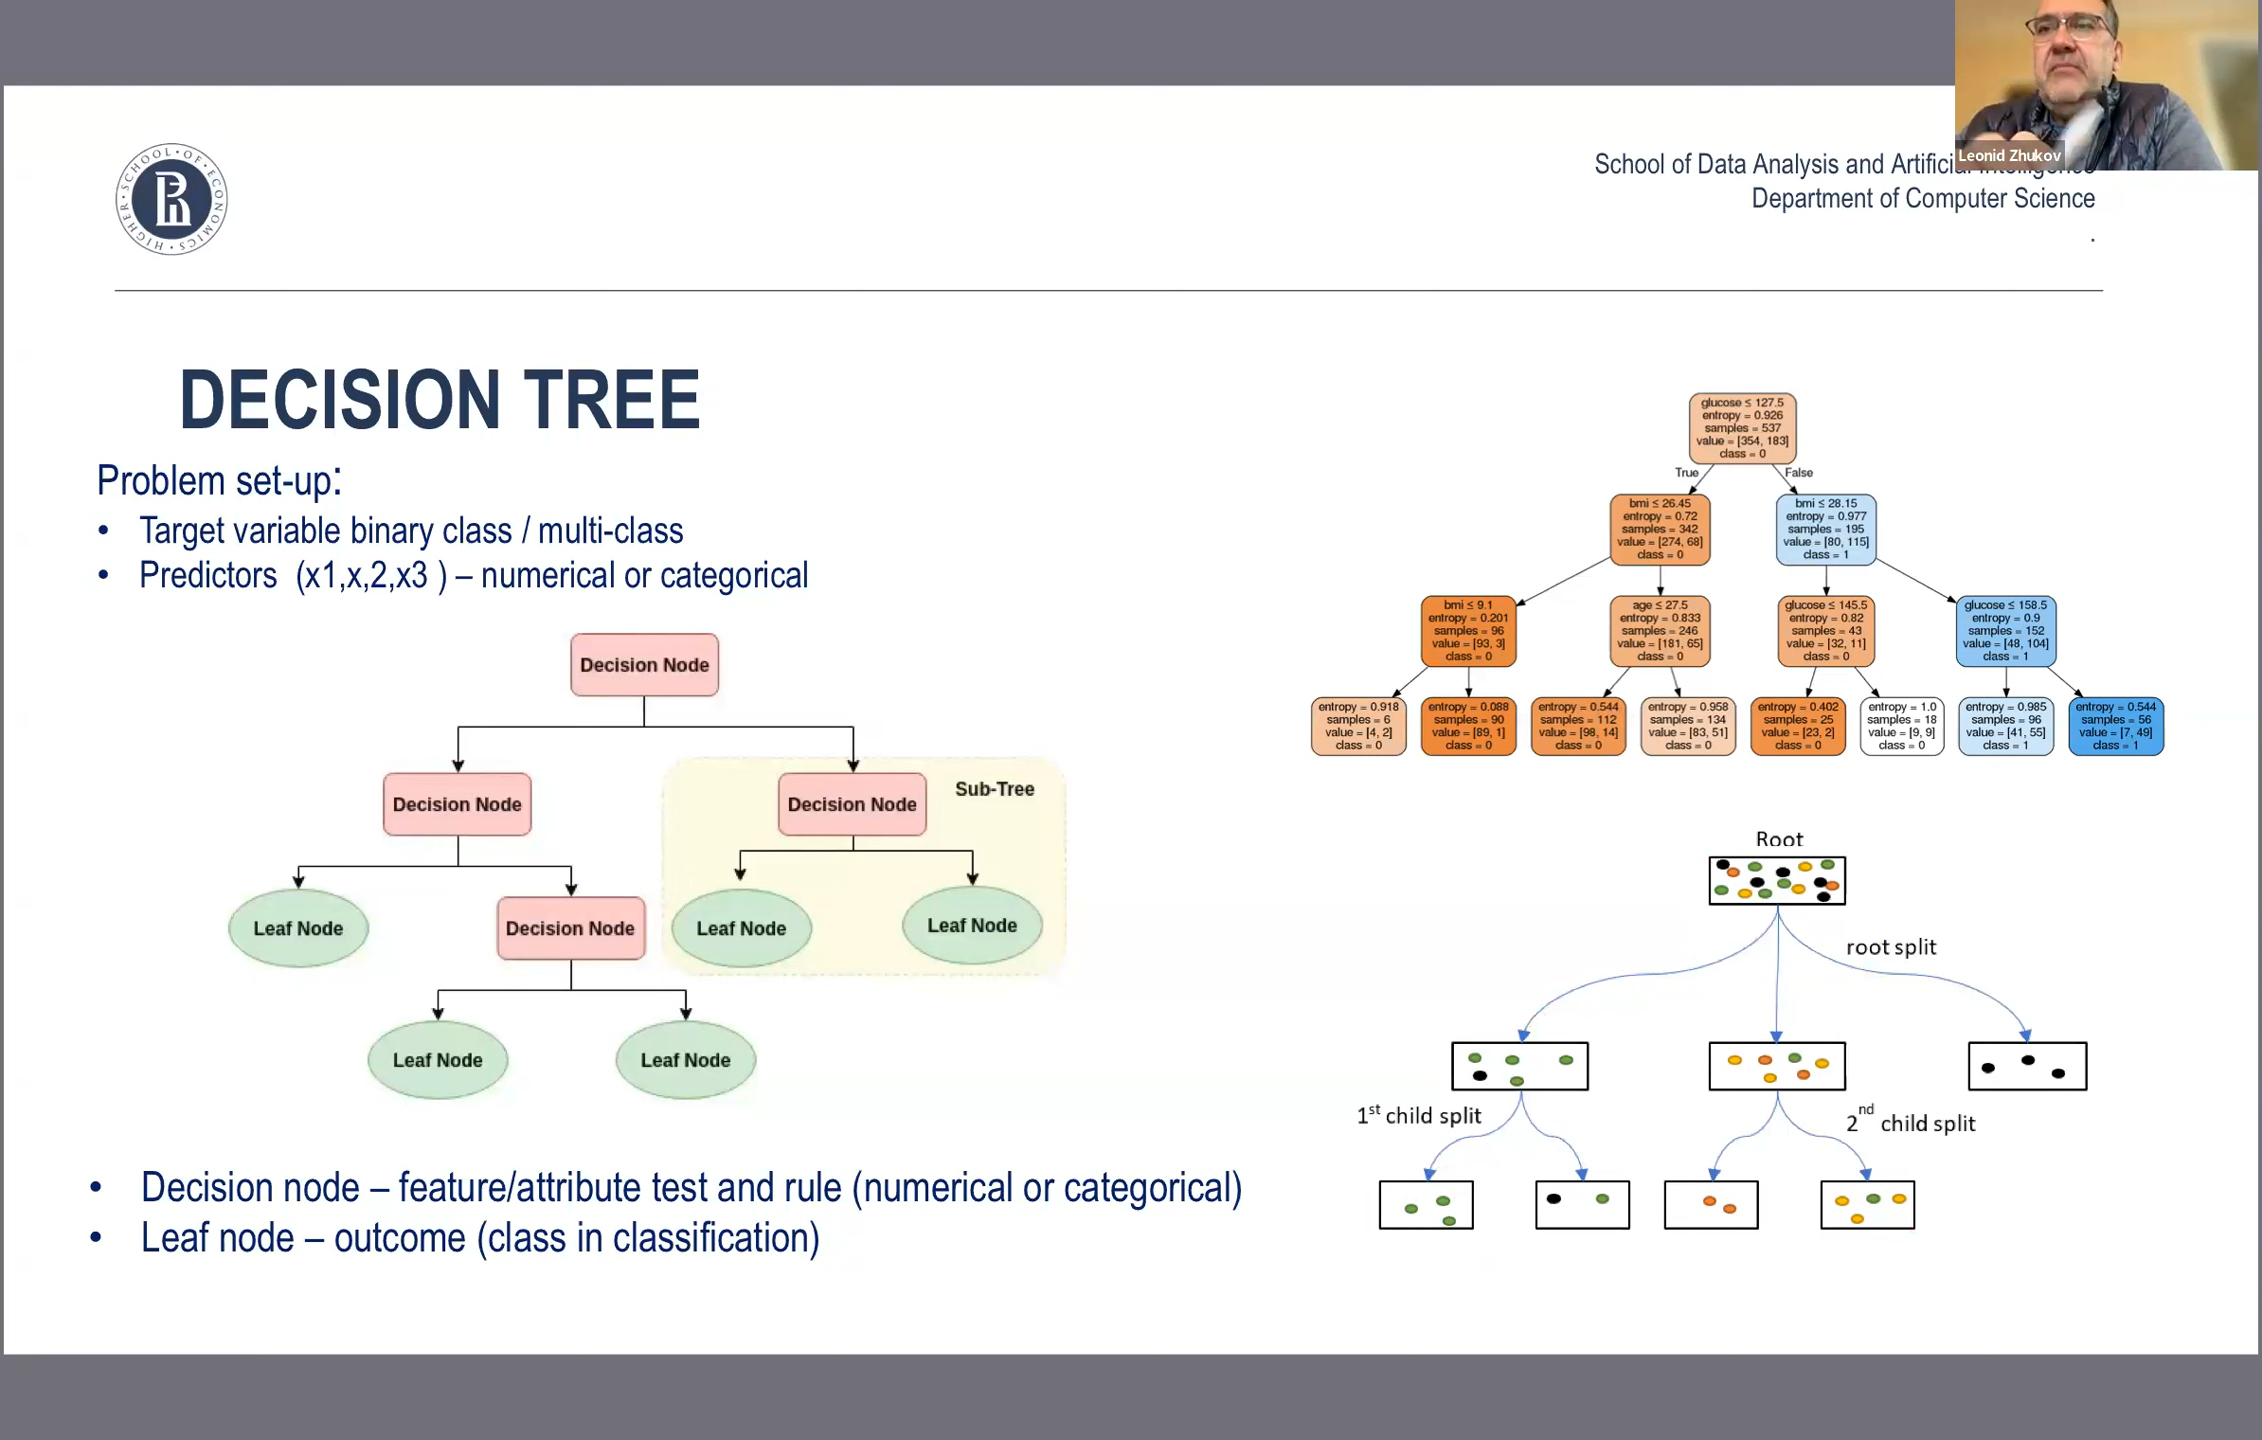 HIGHER · SCHOOL · OF · ECONOMICS ·
Leonid Zhukov
School of Data Analysis and Artificial Intelligence
Department of Computer Science
.
DECISION TREE
Problem set-up:
• Target variable binary class / multi-class
• Predictors (x1,x,2,x3 ) – numerical or categorical
Decision Node
Decision Node
Decision Node
Sub-Tree
Leaf Node
Decision Node
Leaf Node
Leaf Node
Leaf Node
Leaf Node
• Decision node – feature/attribute test and rule (numerical or categorical)
• Leaf node – outcome (class in classification)
glucose ≤ 127.5
entropy = 0.926
samples = 537
value = [354, 183]
class = 0
True
False
bmi ≤ 26.45
entropy = 0.72
samples = 342
value = [274, 68]
class = 0
bmi ≤ 28.15
entropy = 0.977
samples = 195
value = [80, 115]
class = 1
bmi ≤ 9.1
entropy = 0.201
samples = 96
value = [93, 3]
class = 0
age ≤ 27.5
entropy = 0.833
samples = 246
value = [181, 65]
class = 0
glucose ≤ 145.5
entropy = 0.82
samples = 43
value = [32, 11]
class = 0
glucose ≤ 158.5
entropy = 0.9
samples = 152
value = [48, 104]
class = 1
entropy = 0.918
samples = 6
value = [4, 2]
class = 0
entropy = 0.088
samples = 90
value = [89, 1]
class = 0
entropy = 0.544
samples = 112
value = [98, 14]
class = 0
entropy = 0.958
samples = 134
value = [83, 51]
class = 0
entropy = 0.402
samples = 25
value = [23, 2]
class = 0
entropy = 1.0
samples = 18
value = [9, 9]
class = 0
entropy = 0.985
samples = 96
value = [41, 55]
class = 1
entropy = 0.544
samples = 56
value = [7, 49]
class = 1
Root
root split
1st child split
2nd child split